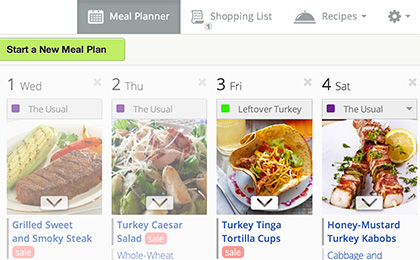 Meal Planner
Shopping List
1
Recipes
Start a New Meal Plan
1 Wed
2 Thu
3 Fri
4 Sat
The Usual
The Usual
Leftover Turkey
The Usual
Grilled Sweet
and Smoky Steak
sale
Turkey Caesar
Salad sale
Whole-Wheat
Turkey Tinga
Tortilla Cups
sale
Honey-Mustard
Turkey Kabobs
Cabbage and